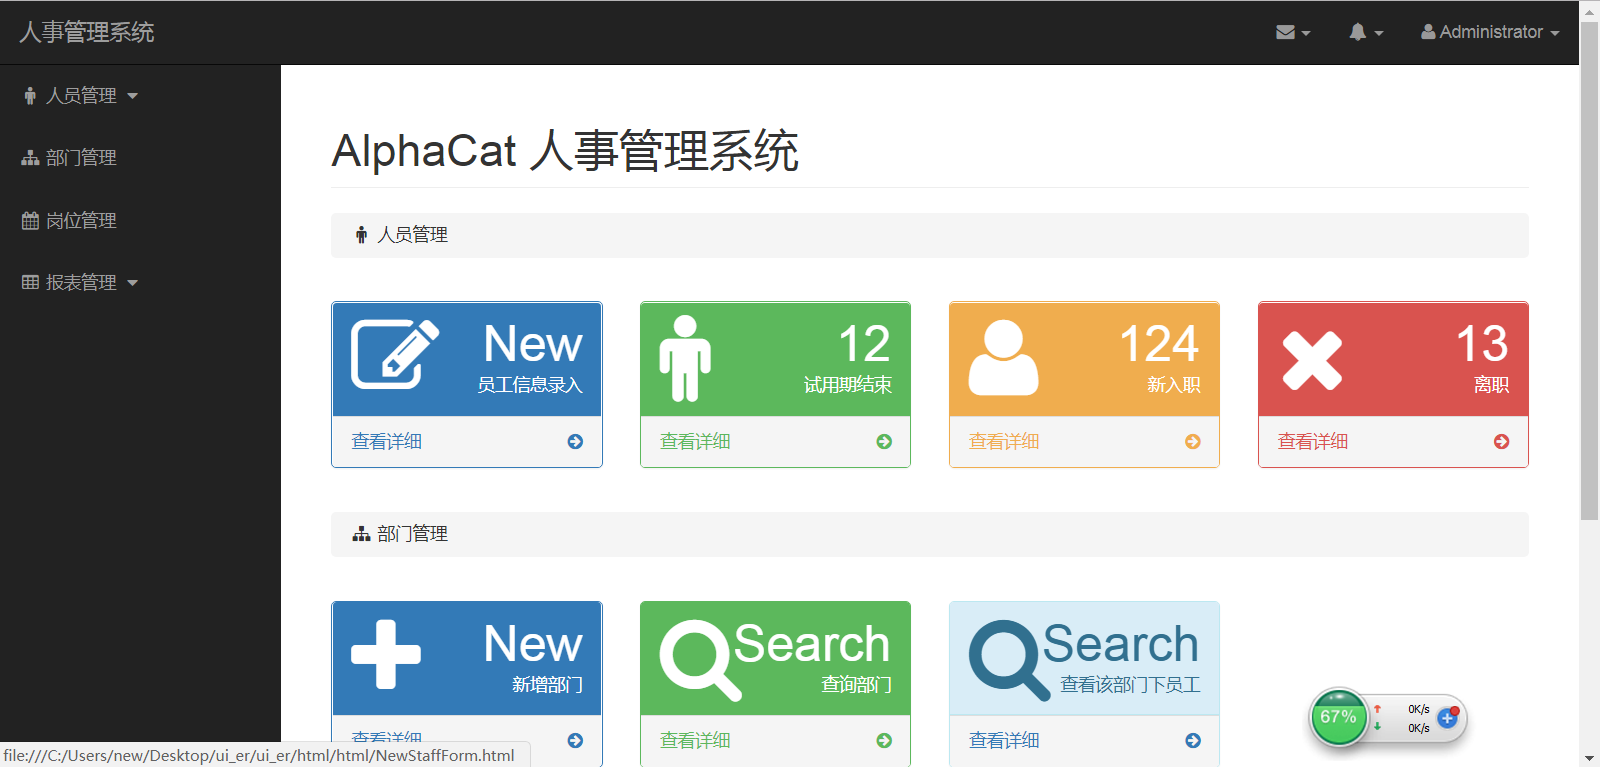 人事管理系统
Administrator
人员管理
部门管理
岗位管理
报表管理
AlphaCat 人事管理系统
人员管理
New
员工信息录入
查看详细
12
试用期结束
查看详细
124
新入职
查看详细
13
离职
查看详细
部门管理
New
新增部门
查看详细
Search
查询部门
查看详细
Search
查看该部门下员工
查看详细
67%
0K/s
0K/s
file:///C:/Users/new/Desktop/ui_er/ui_er/html/html/NewStaffForm.html